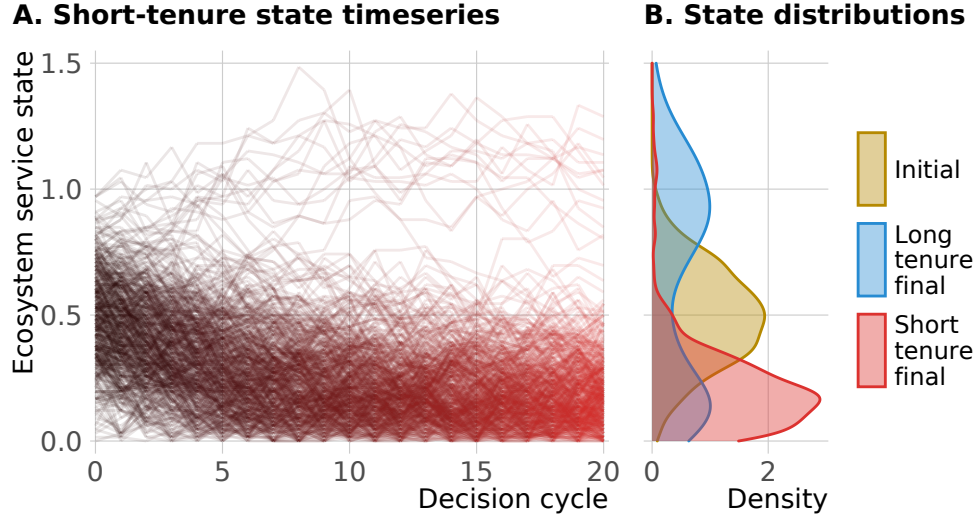 A. Short-tenure state timeseries
B. State distributions
Ecosystem service state
1.5
1.0
0.5
0.0
0
5
10
15
20
Decision cycle
0
2
Density
Initial
Long
tenure
final
Short
tenure
final